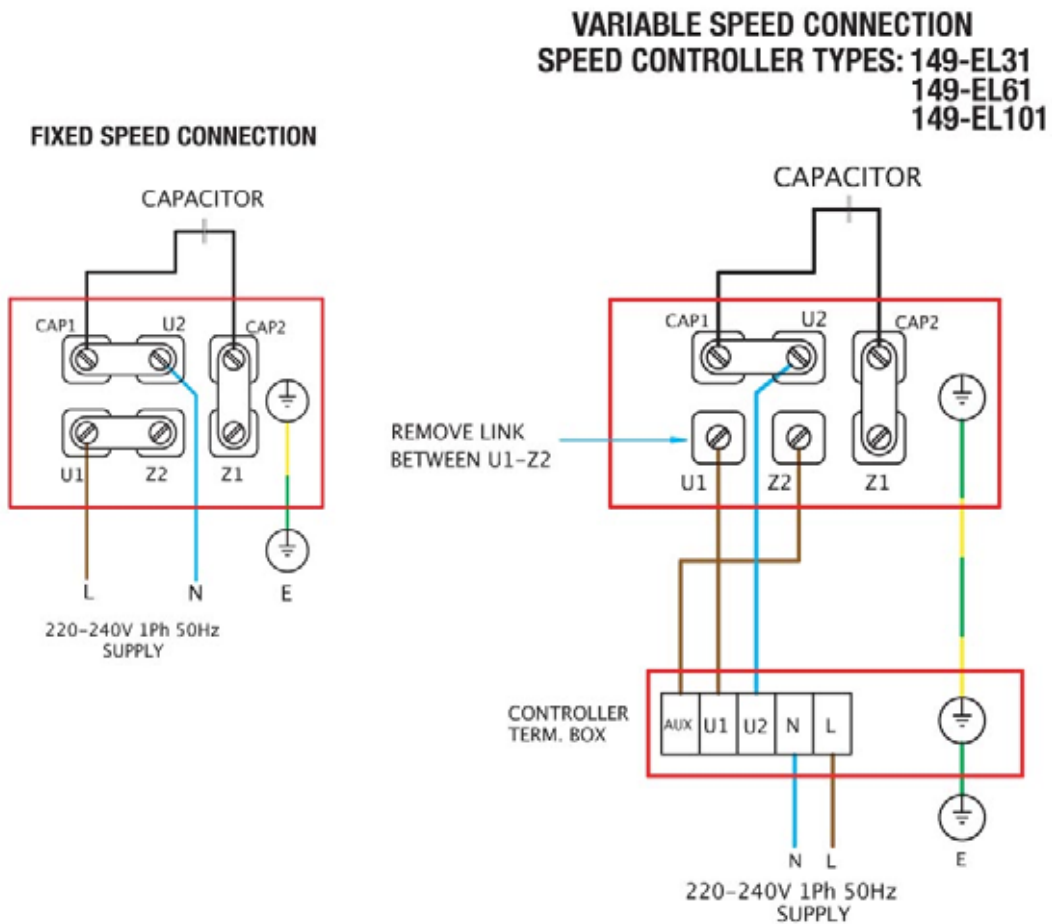 VARIABLE SPEED CONNECTION
SPEED CONTROLLER TYPES: 149-EL31
149-EL61
149-EL101
FIXED SPEED CONNECTION
CAPACITOR
CAP1 U2 CAP2
U1 Z2 Z1
L N E
220-240V 1Ph 50Hz
SUPPLY
CAPACITOR
CAP1 U2 CAP2
REMOVE LINK
BETWEEN U1-Z2
U1 Z2 Z1
CONTROLLER
TERM. BOX
AUX U1 U2 N L
N L E
220-240V 1Ph 50Hz
SUPPLY